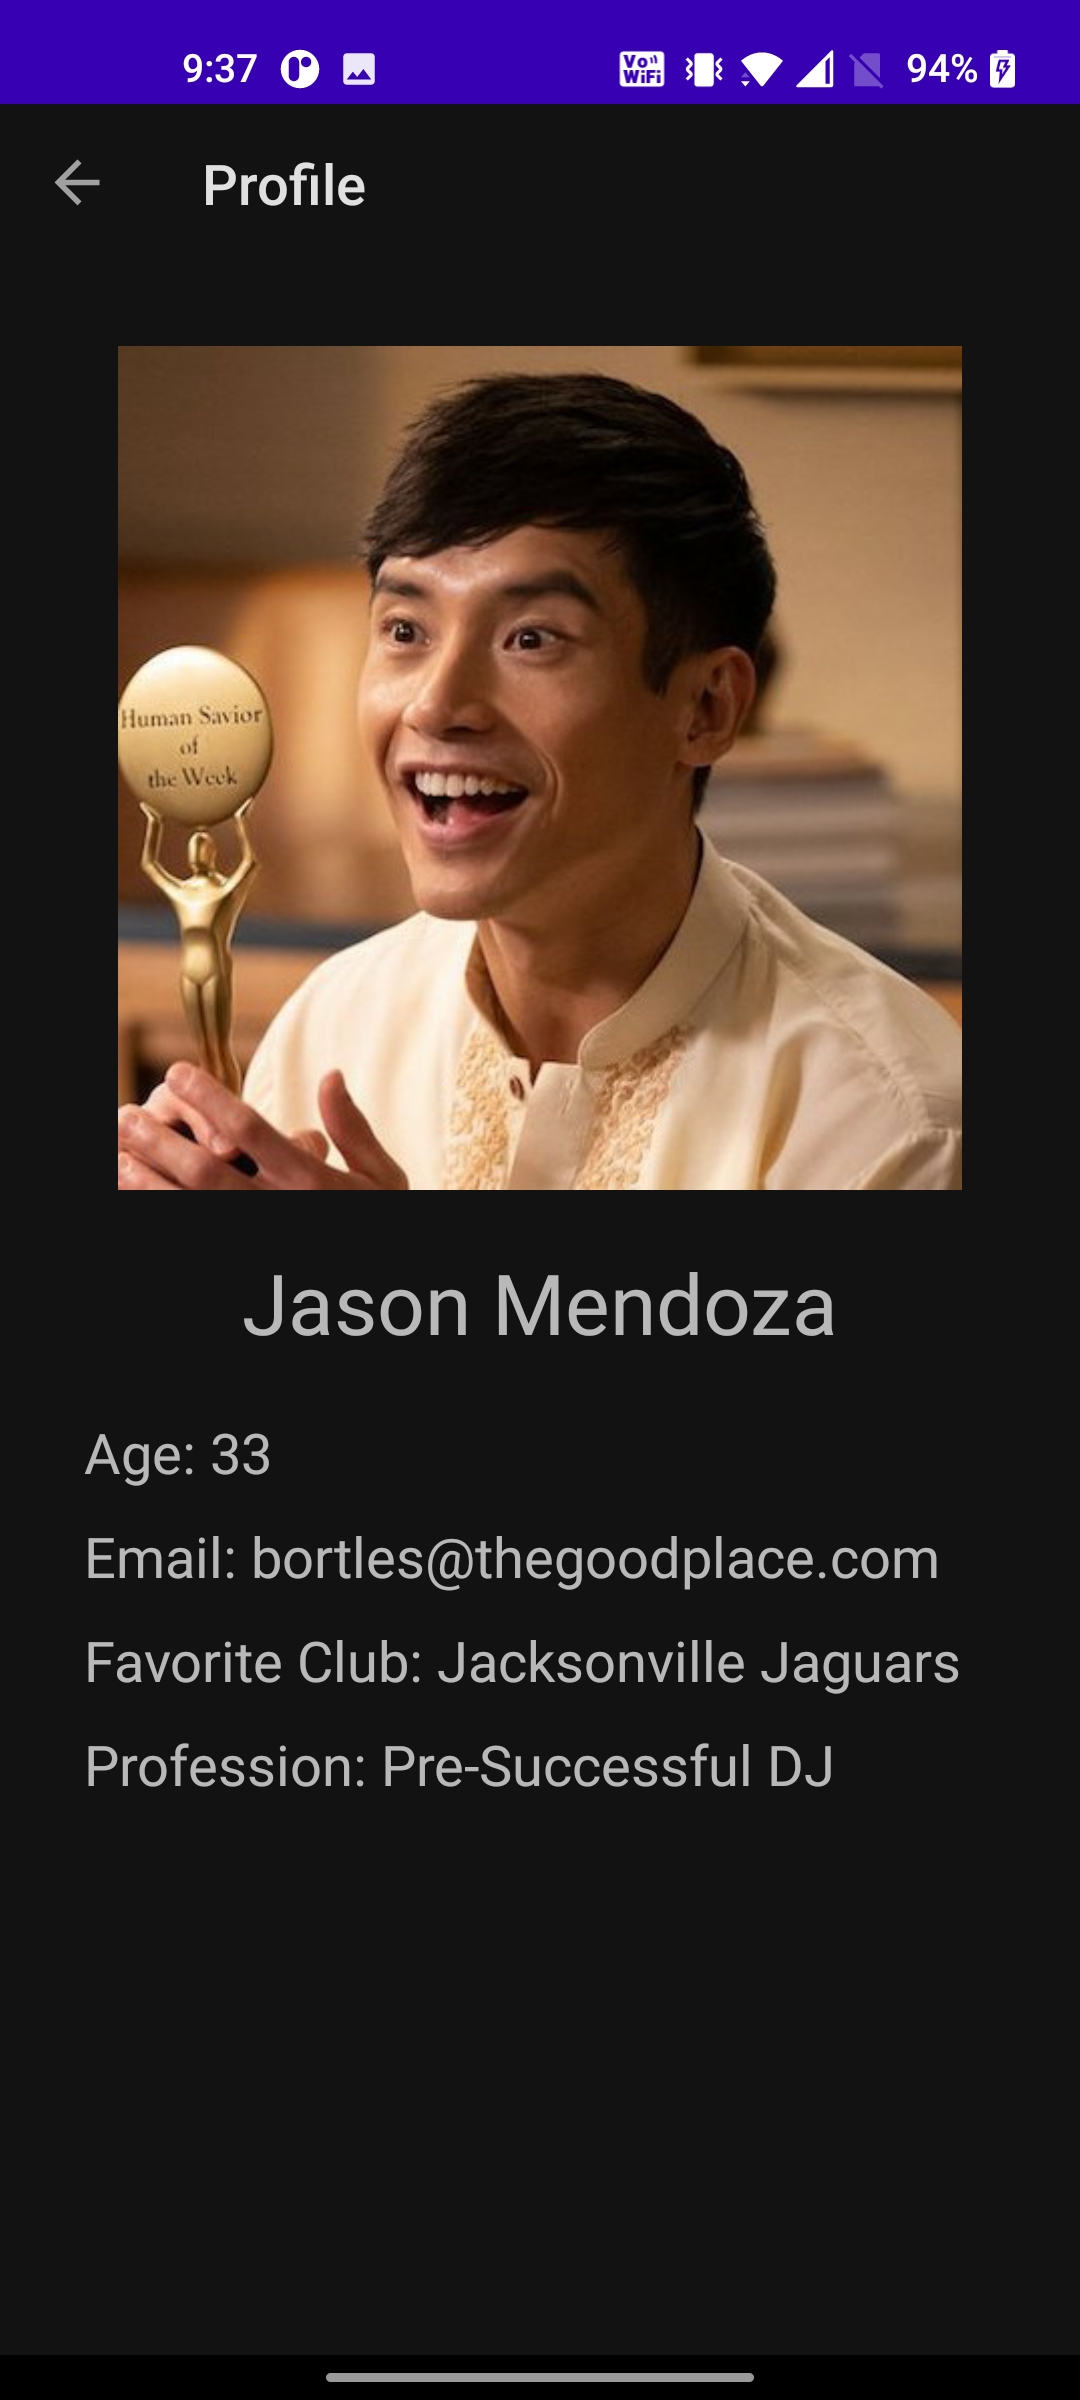 9:37
Vo
WiFi
94%
Profile
Human Savior
of
the Week
Jason Mendoza
Age: 33
Email: bortles@thegoodplace.com
Favorite Club: Jacksonville Jaguars
Profession: Pre-Successful DJ